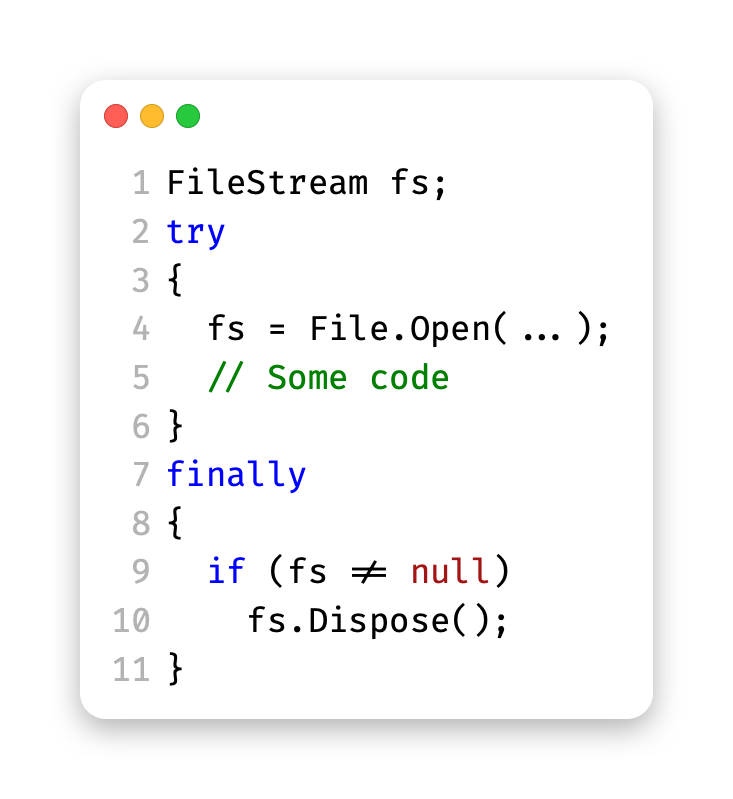 1 FileStream fs;
2 try
3 {
4   fs = File.Open(...);
5   // Some code
6 }
7 finally
8 {
9   if (fs != null)
10     fs.Dispose();
11 }